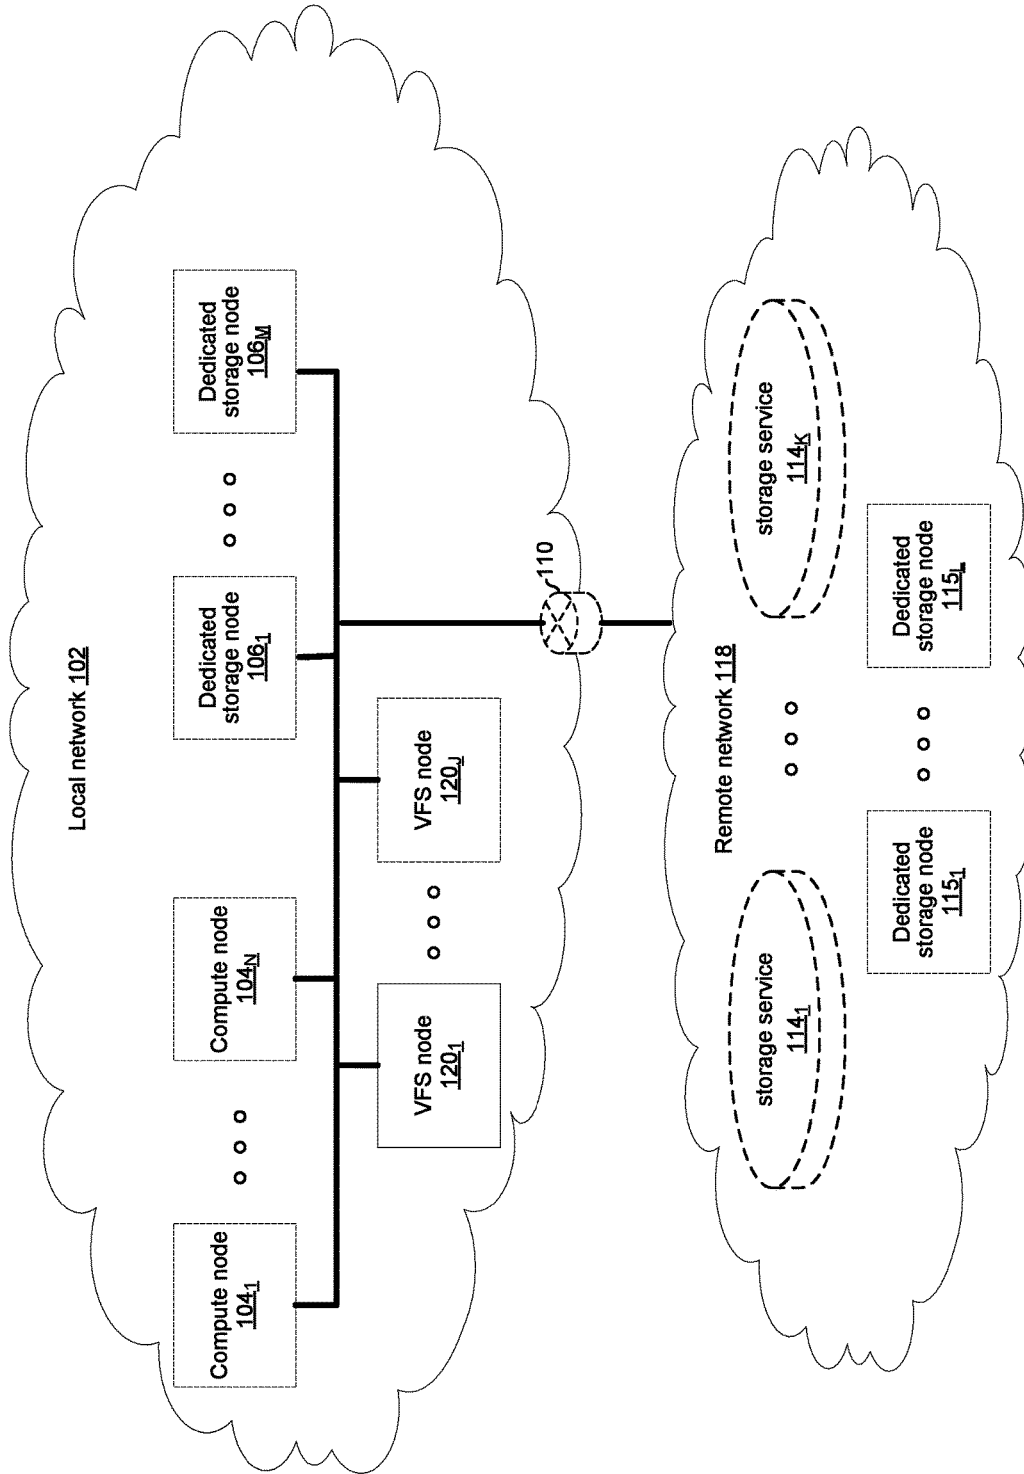 Local network 102
Compute node
104₁
Compute node
104N
Dedicated
storage node
106₁
Dedicated
storage node
106M
VFS node
120₁
VFS node
120J
110
Remote network 118
storage service
114₁
storage service
114K
Dedicated
storage node
115₁
Dedicated
storage node
115L